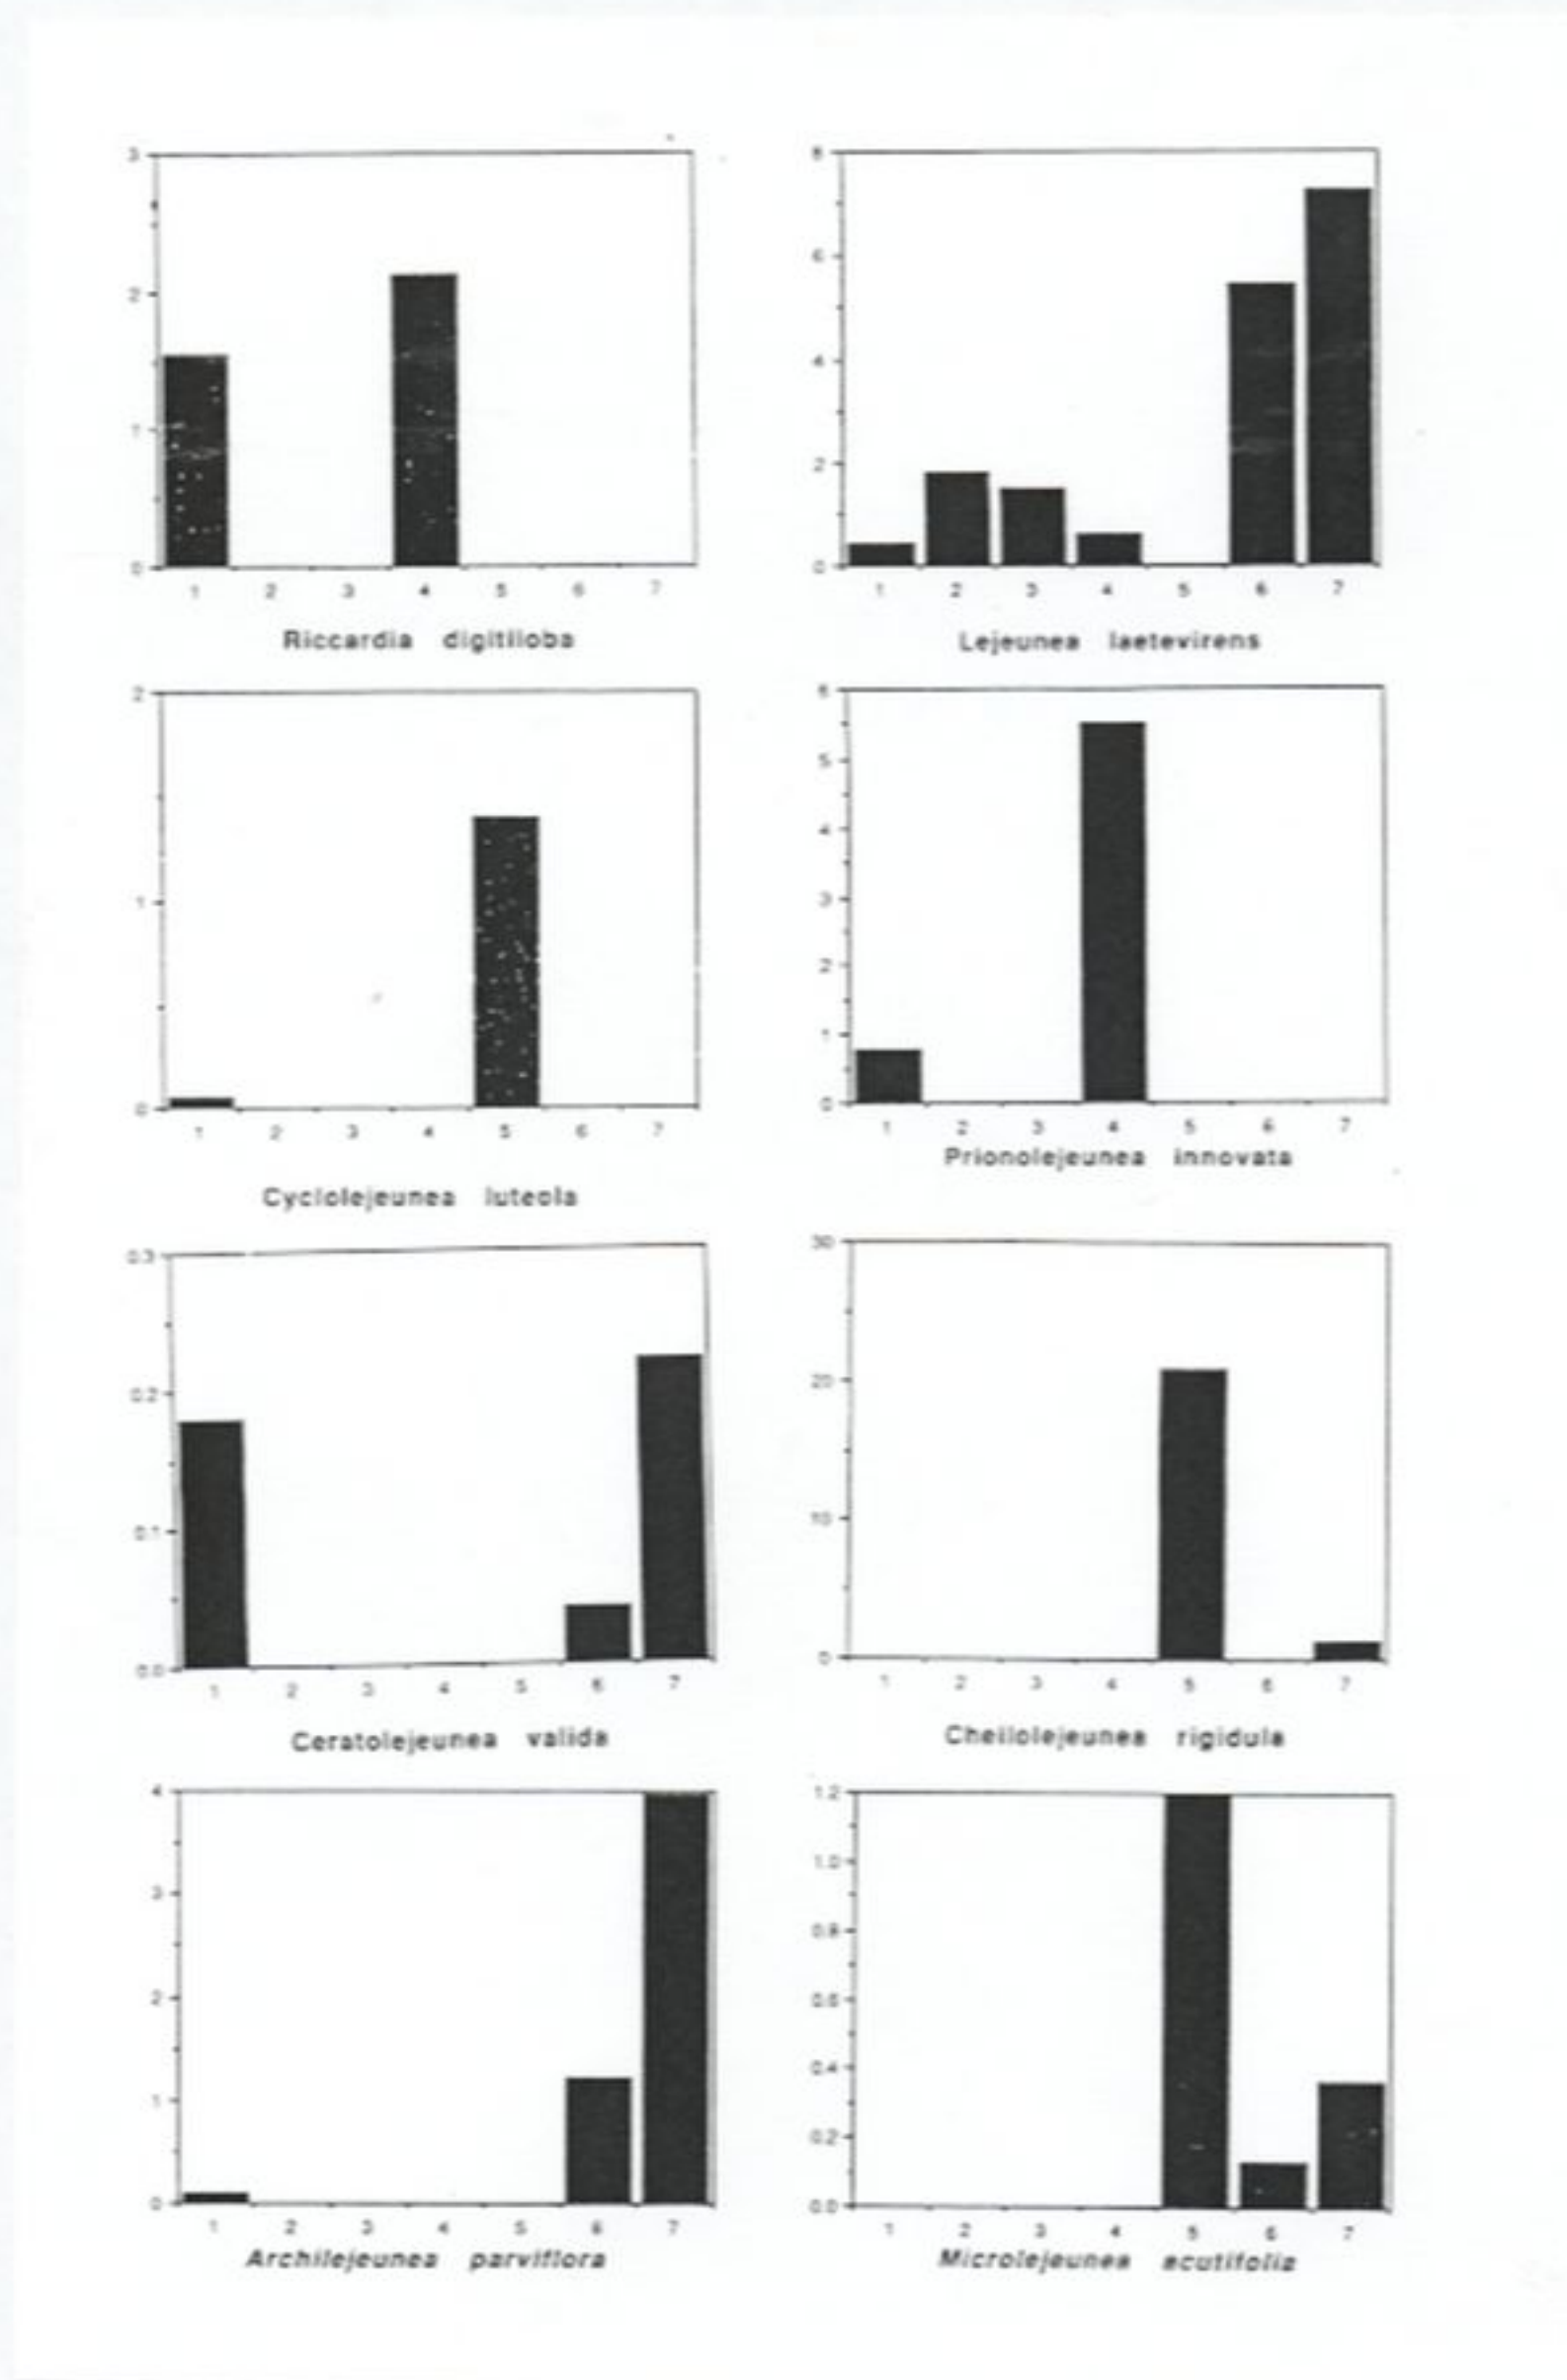 3
2
1
0
1 2 3 4 5 6 7
Riccardia digitiloba
8
6
4
2
0
1 2 3 4 5 6 7
Lejeunea laetevirens
2
1
0
1 2 3 4 5 6 7
Cyclolejeunea luteola
6
5
4
3
2
1
0
1 2 3 4 5 6 7
Prionolejeunea innovata
0.3
0.2
0.1
0.0
1 2 3 4 5 6 7
Ceratolejeunea valida
30
20
10
0
1 2 3 4 5 6 7
Cheilolejeunea rigidula
4
3
2
1
0
1 2 3 4 5 6 7
Archilejeunea parviflora
1.2
1.0
0.8
0.6
0.4
0.2
0.0
1 2 3 4 5 6 7
Microlejeunea acutifolia